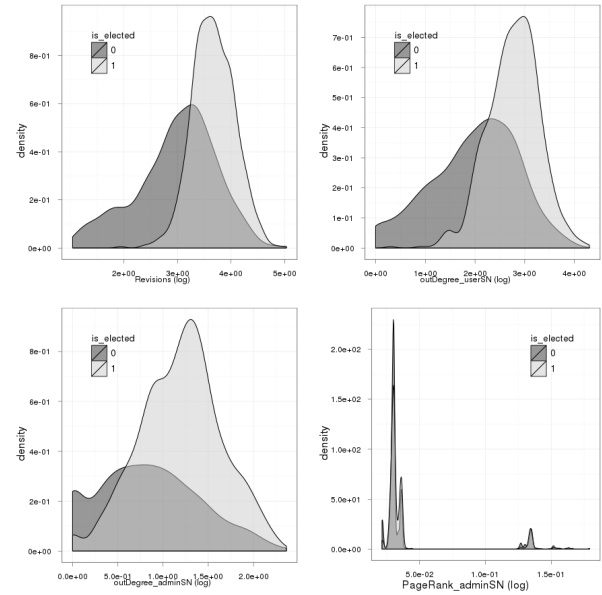 is_elected
0
1
density
8e-01
6e-01
4e-01
2e-01
0e+00
2e+00 3e+00 4e+00 5e+00
Revisions (log)
is_elected
0
1
density
7e-01
6e-01
5e-01
4e-01
3e-01
2e-01
1e-01
0e+00
0e+00 1e+00 2e+00 3e+00 4e+00
outDegree_userSN (log)
is_elected
0
1
density
8e-01
6e-01
4e-01
2e-01
0e+00
0.0e+00 5.0e-01 1.0e+00 1.5e+00 2.0e+00
outDegree_adminSN (log)
is_elected
0
1
density
2.0e+02
1.5e+02
1.0e+02
5.0e+01
0.0e+00
5.0e-02 1.0e-01 1.5e-01
PageRank_adminSN (log)